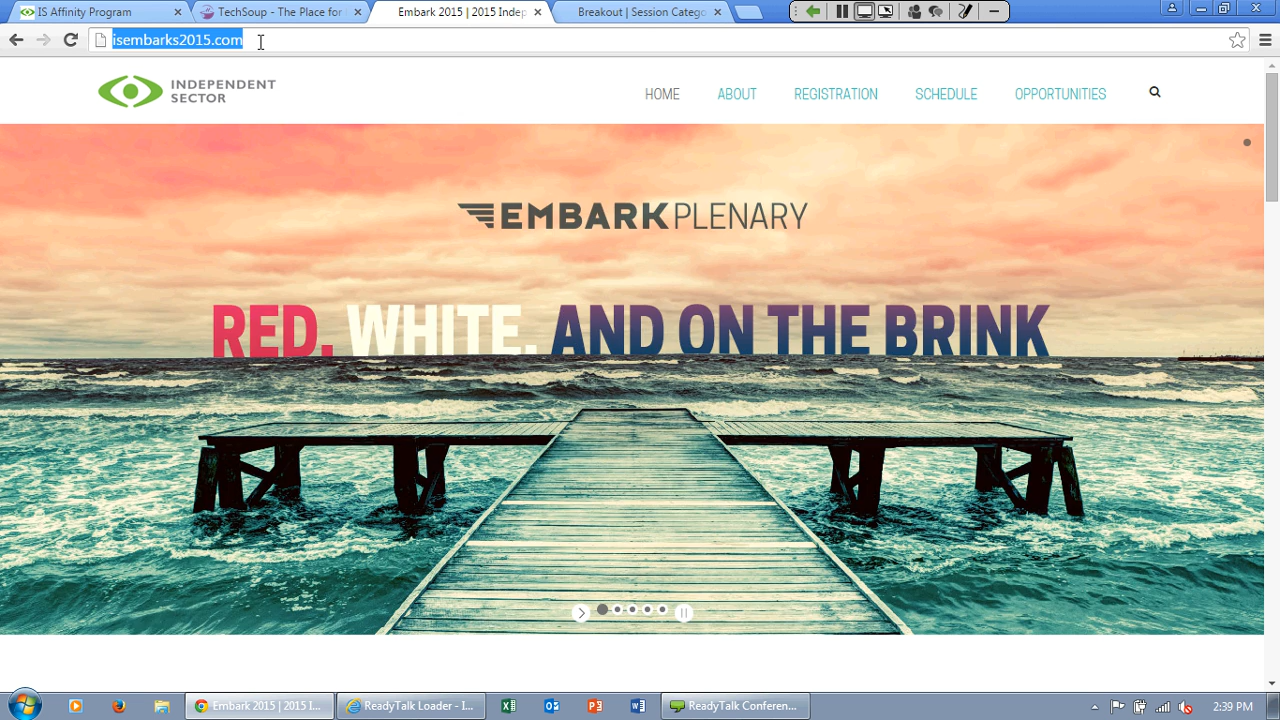 IS Affinity Program
TechSoup - The Place for
Embark 2015 | 2015 Indep
Breakout | Session Catego
isembarks2015.com
INDEPENDENT
SECTOR
HOME
ABOUT
REGISTRATION
SCHEDULE
OPPORTUNITIES
EMBARK PLENARY
RED. WHITE. AND ON THE BRINK
Embark 2015 | 2015 I...
ReadyTalk Loader - I...
ReadyTalk Conferen...
2:39 PM